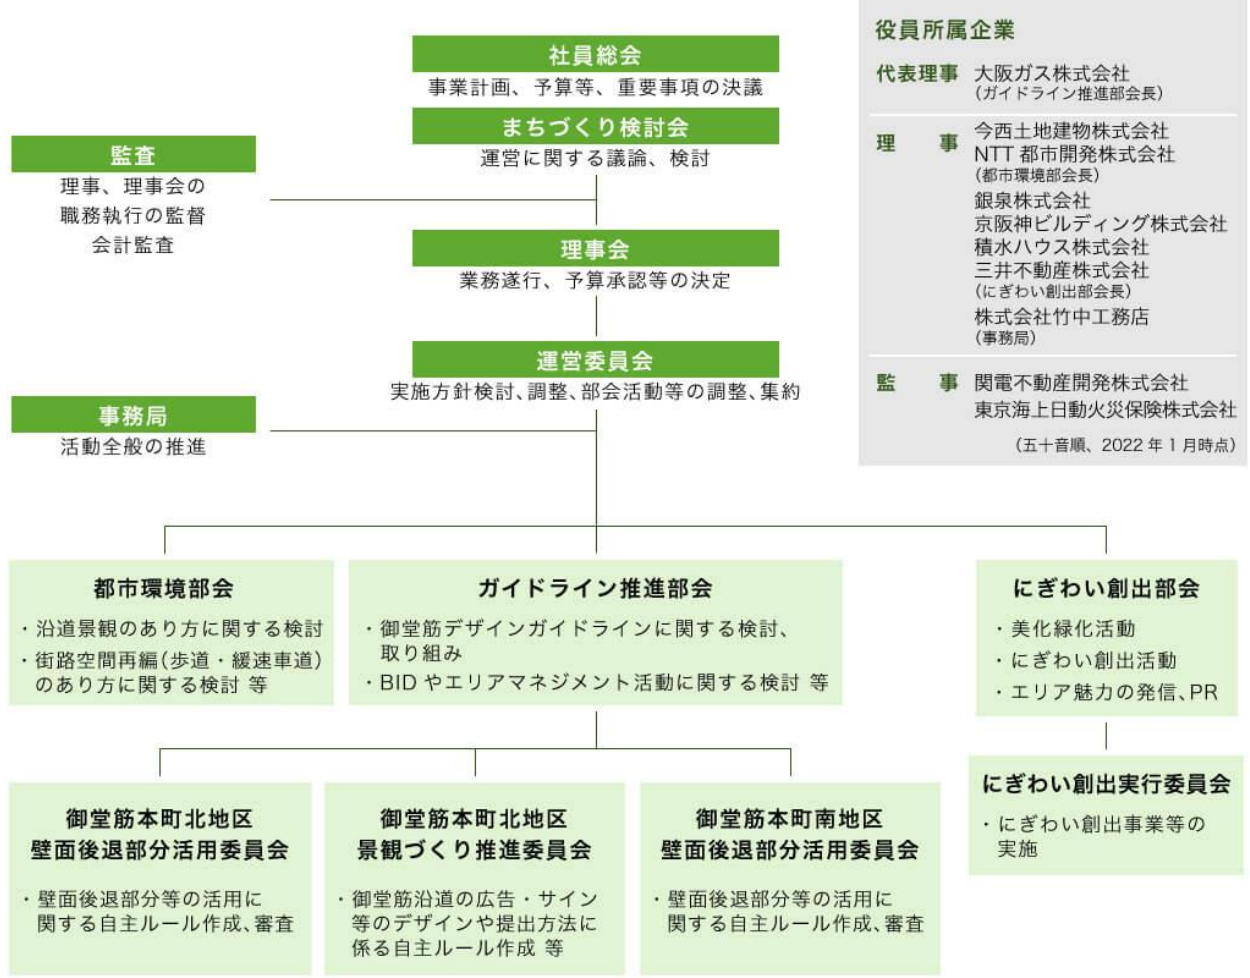 社員総会
事業計画、予算等、重要事項の決議
まちづくり検討会
運営に関する議論、検討
監査
理事、理事会の
職務執行の監督
会計監査
理事会
業務遂行、予算承認等の決定
運営委員会
実施方針検討、調整、部会活動等の調整、集約
事務局
活動全般の推進
役員所属企業
代表理事 大阪ガス株式会社
(ガイドライン推進部会長)
理 事 今西土地建物株式会社
NTT 都市開発株式会社
(都市環境部会長)
銀泉株式会社
京阪神ビルディング株式会社
積水ハウス株式会社
三井不動産株式会社
(にぎわい創出部会長)
株式会社竹中工務店
(事務局)
監 事 関電不動産開発株式会社
東京海上日動火災保険株式会社
(五十音順、2022 年 1 月時点)
都市環境部会
・沿道景観のあり方に関する検討
・街路空間再編(歩道・緩速車道)
のあり方に関する検討 等
ガイドライン推進部会
・御堂筋デザインガイドラインに関する検討、
取り組み
・BID やエリアマネジメント活動に関する検討 等
にぎわい創出部会
・美化緑化活動
・にぎわい創出活動
・エリア魅力の発信、PR
御堂筋本町北地区
壁面後退部分活用委員会
・壁面後退部分等の活用に
関する自主ルール作成、審査
御堂筋本町北地区
景観づくり推進委員会
・御堂筋沿道の広告・サイン
等のデザインや提出方法に
係る自主ルール作成 等
御堂筋本町南地区
壁面後退部分活用委員会
・壁面後退部分等の活用に
関する自主ルール作成、審査
にぎわい創出実行委員会
・にぎわい創出事業等の
実施